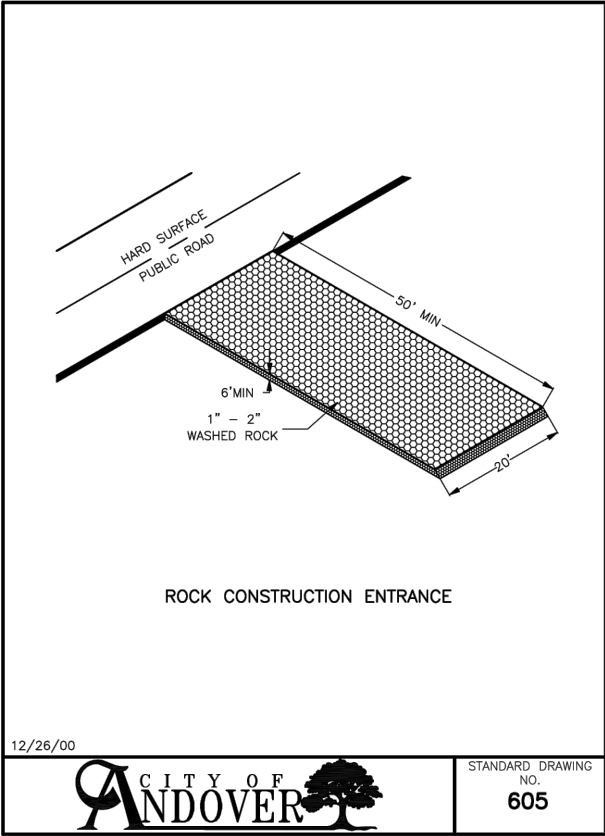 HARD SURFACE
PUBLIC ROAD
50' MIN
6'MIN
1" - 2"
WASHED ROCK
20'
ROCK CONSTRUCTION ENTRANCE
12/26/00
CITY OF
ANDOVER
STANDARD DRAWING
NO.
605